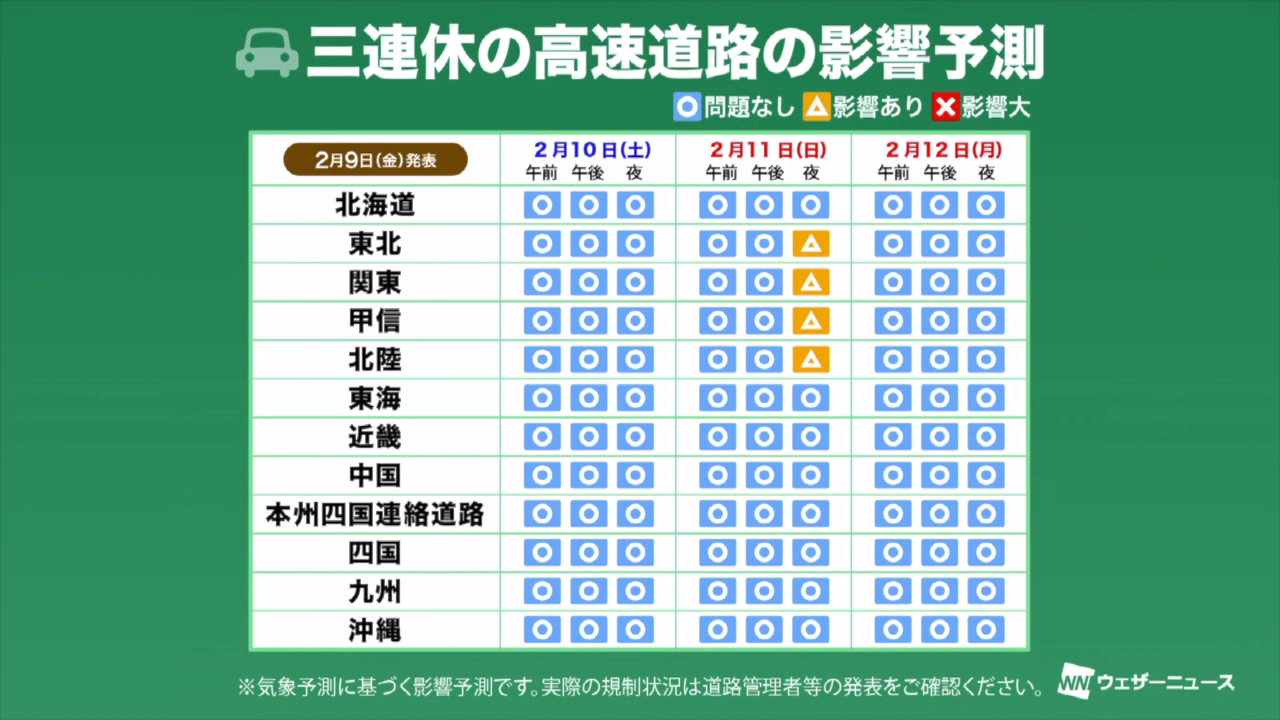 三連休の高速道路の影響予測
問題なし 影響あり 影響大
2月9日(金)発表 2月10日(土) 2月11日(日) 2月12日(月)
午前 午後 夜 午前 午後 夜 午前 午後 夜
北海道
東北
関東
甲信
北陸
東海
近畿
中国
本州四国連絡道路
四国
九州
沖縄
※気象予測に基づく影響予測です。実際の規制状況は道路管理者等の発表をご確認ください。
WN ウェザーニュース